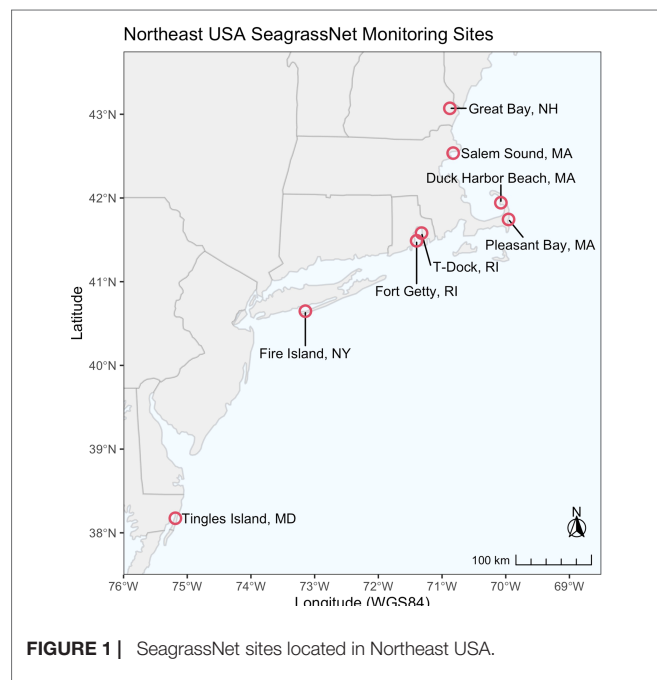 Northeast USA SeagrassNet Monitoring Sites
43°N
Great Bay, NH
Salem Sound, MA
Duck Harbor Beach, MA
42°N
Pleasant Bay, MA
T-Dock, RI
Fort Getty, RI
41°N
Latitude
Fire Island, NY
40°N
39°N
Tingles Island, MD
38°N
N
100 km
76°W 75°W 74°W 73°W 72°W 71°W 70°W 69°W
Longitude (WGS84)
FIGURE 1 | SeagrassNet sites located in Northeast USA.